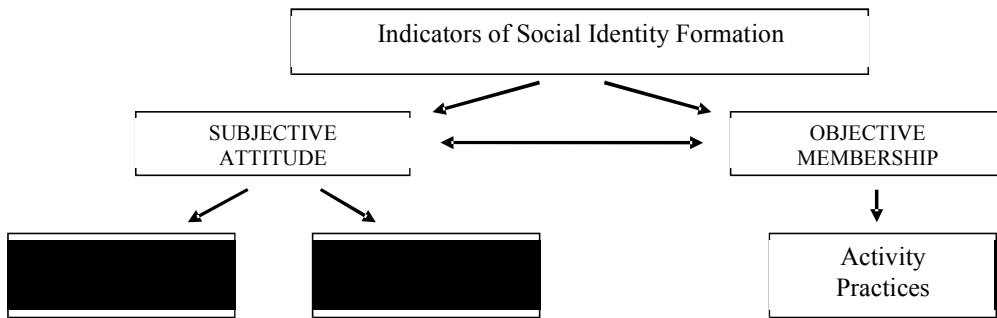 Indicators of Social Identity Formation
SUBJECTIVE
ATTITUDE
OBJECTIVE
MEMBERSHIP
Activity
Practices